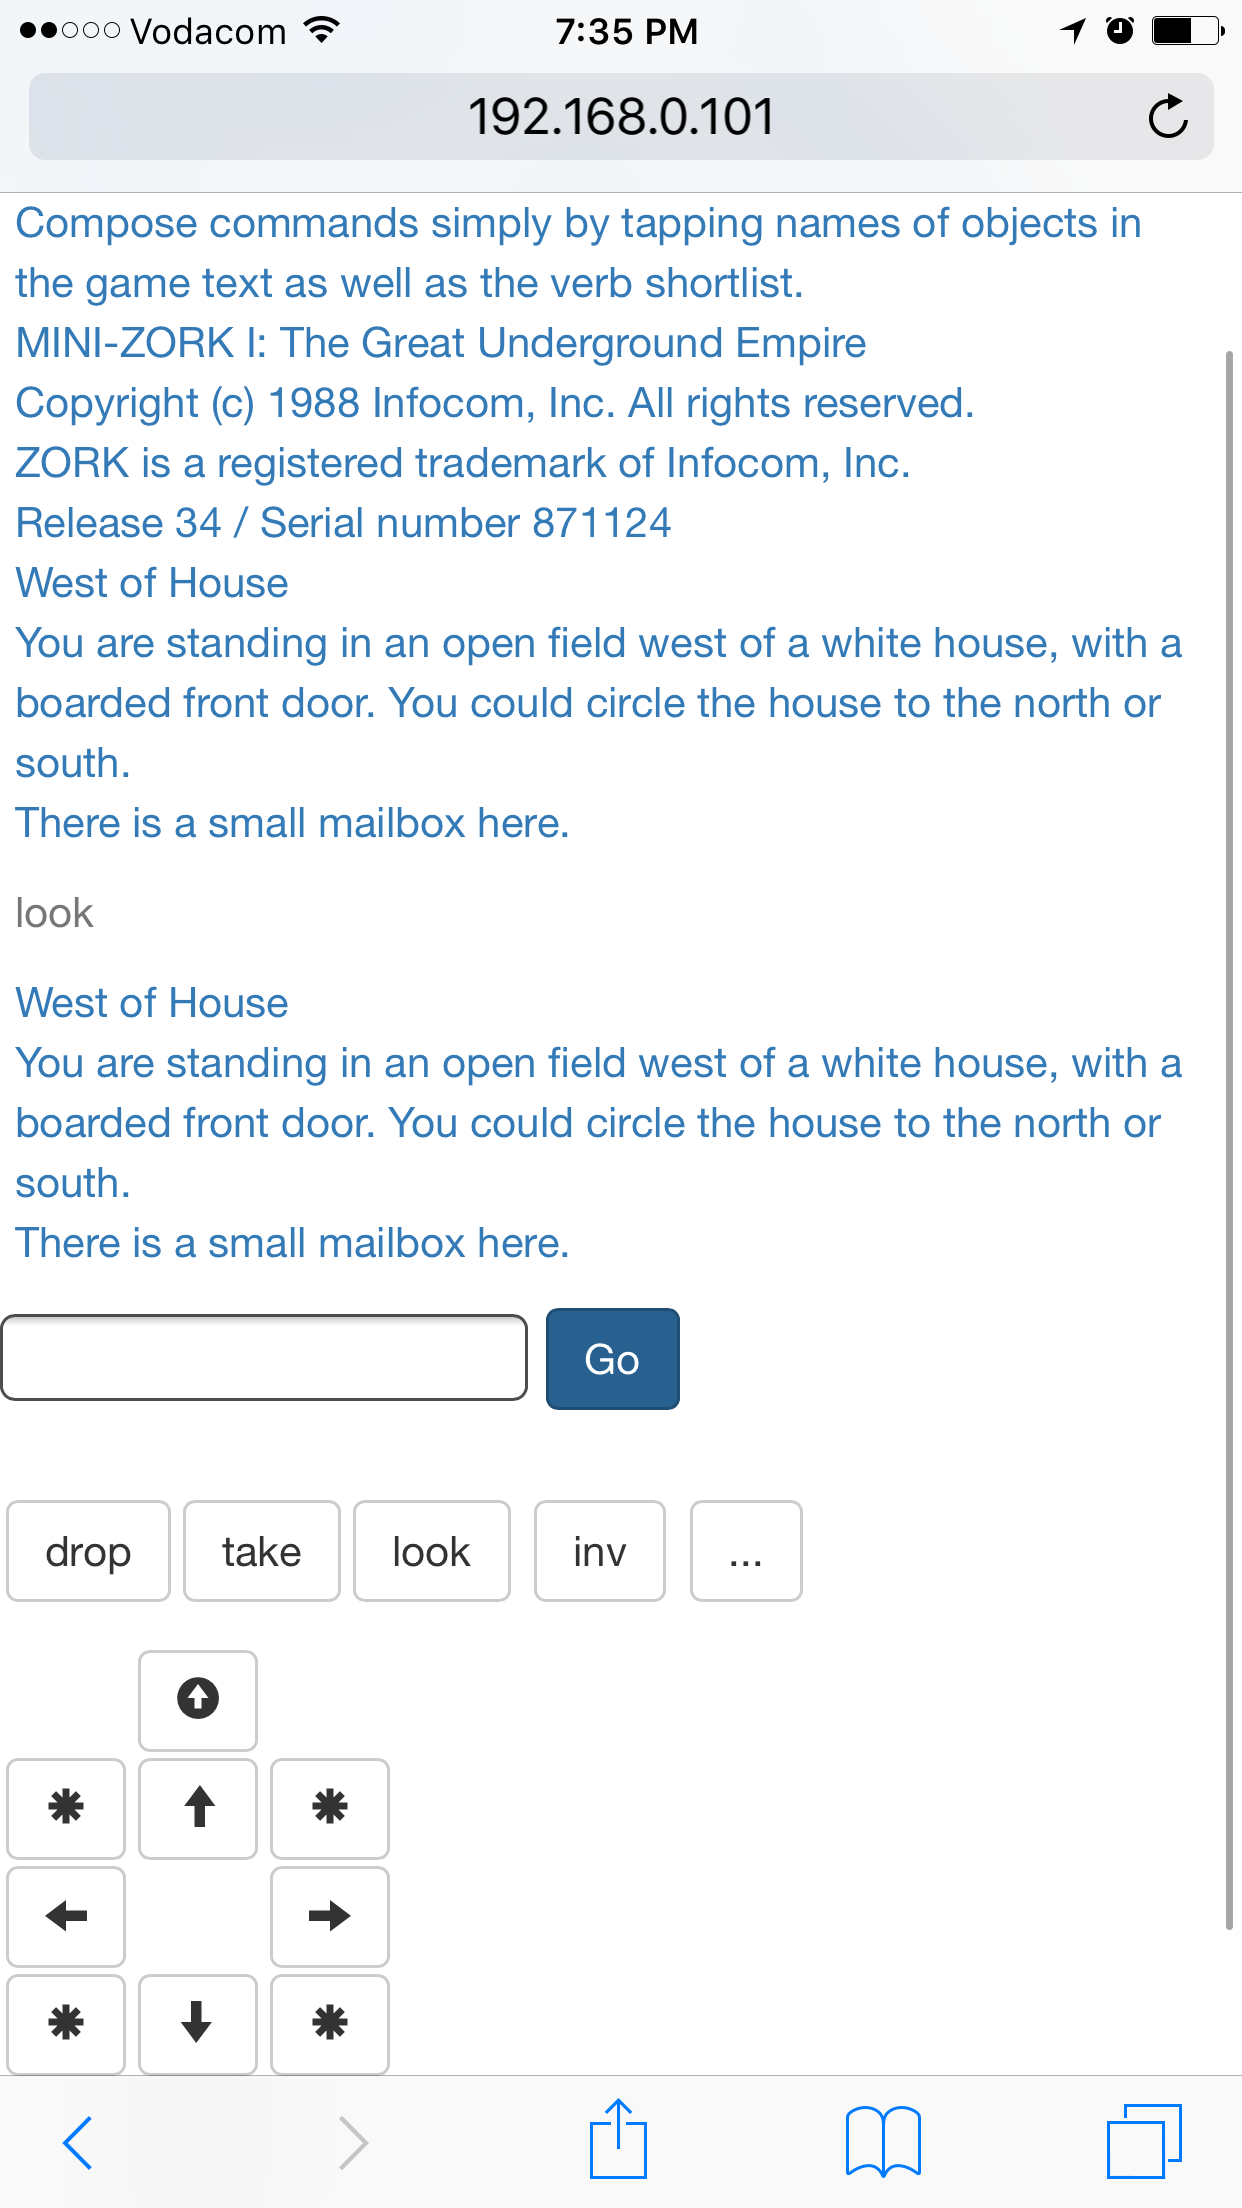 Vodacom 7:35 PM
192.168.0.101
Compose commands simply by tapping names of objects in
the game text as well as the verb shortlist.
MINI-ZORK I: The Great Underground Empire
Copyright (c) 1988 Infocom, Inc. All rights reserved.
ZORK is a registered trademark of Infocom, Inc.
Release 34 / Serial number 871124
West of House
You are standing in an open field west of a white house, with a
boarded front door. You could circle the house to the north or
south.
There is a small mailbox here.
look
West of House
You are standing in an open field west of a white house, with a
boarded front door. You could circle the house to the north or
south.
There is a small mailbox here.
Go
drop take look inv ...